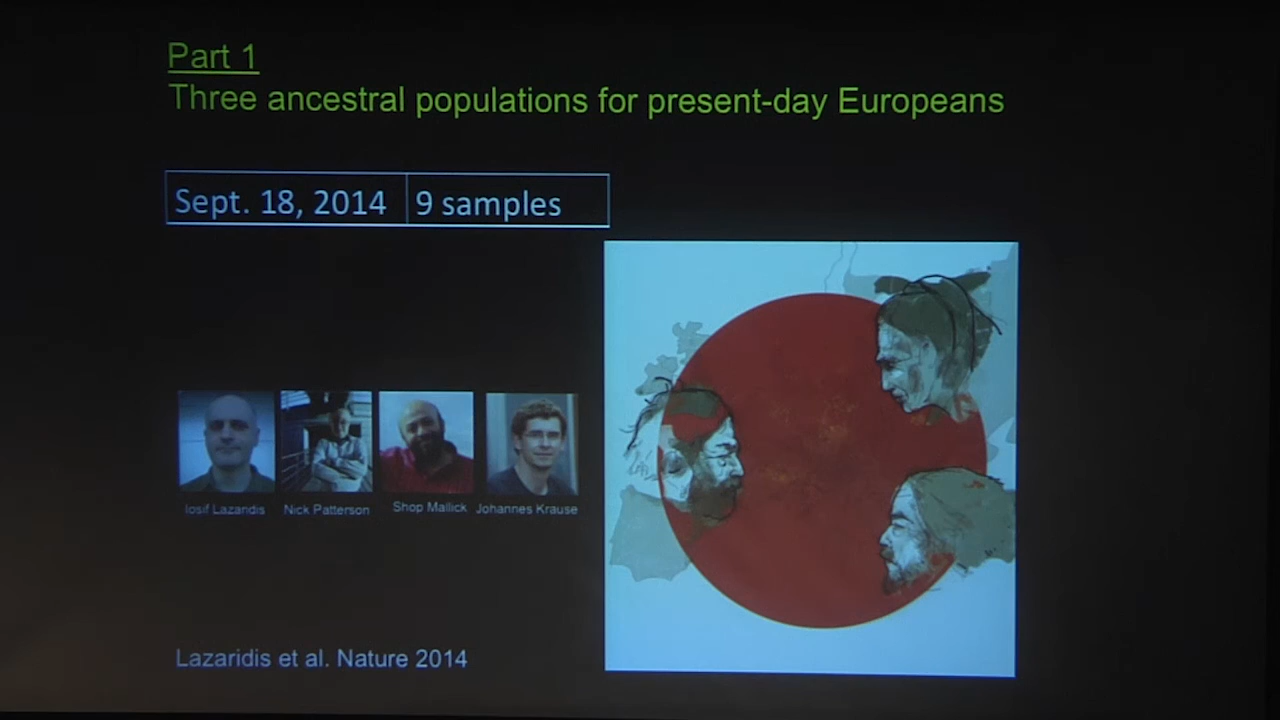 Part 1
Three ancestral populations for present-day Europeans
Sept. 18, 2014 9 samples
Iosif Lazaridis Nick Patterson Shop Mallick Johannes Krause
Lazaridis et al. Nature 2014